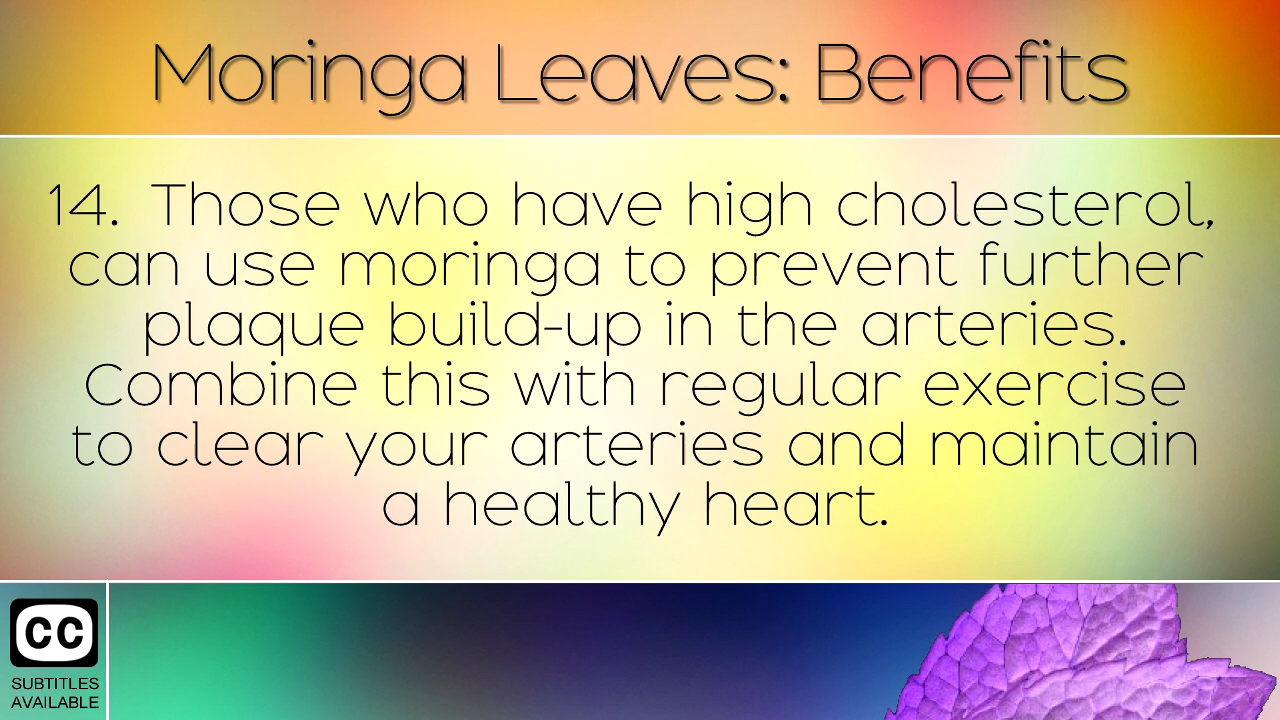 Moringa Leaves: Benefits
14. Those who have high cholesterol,
can use moringa to prevent further
plaque build-up in the arteries.
Combine this with regular exercise
to clear your arteries and maintain
a healthy heart.
CC
SUBTITLES
AVAILABLE